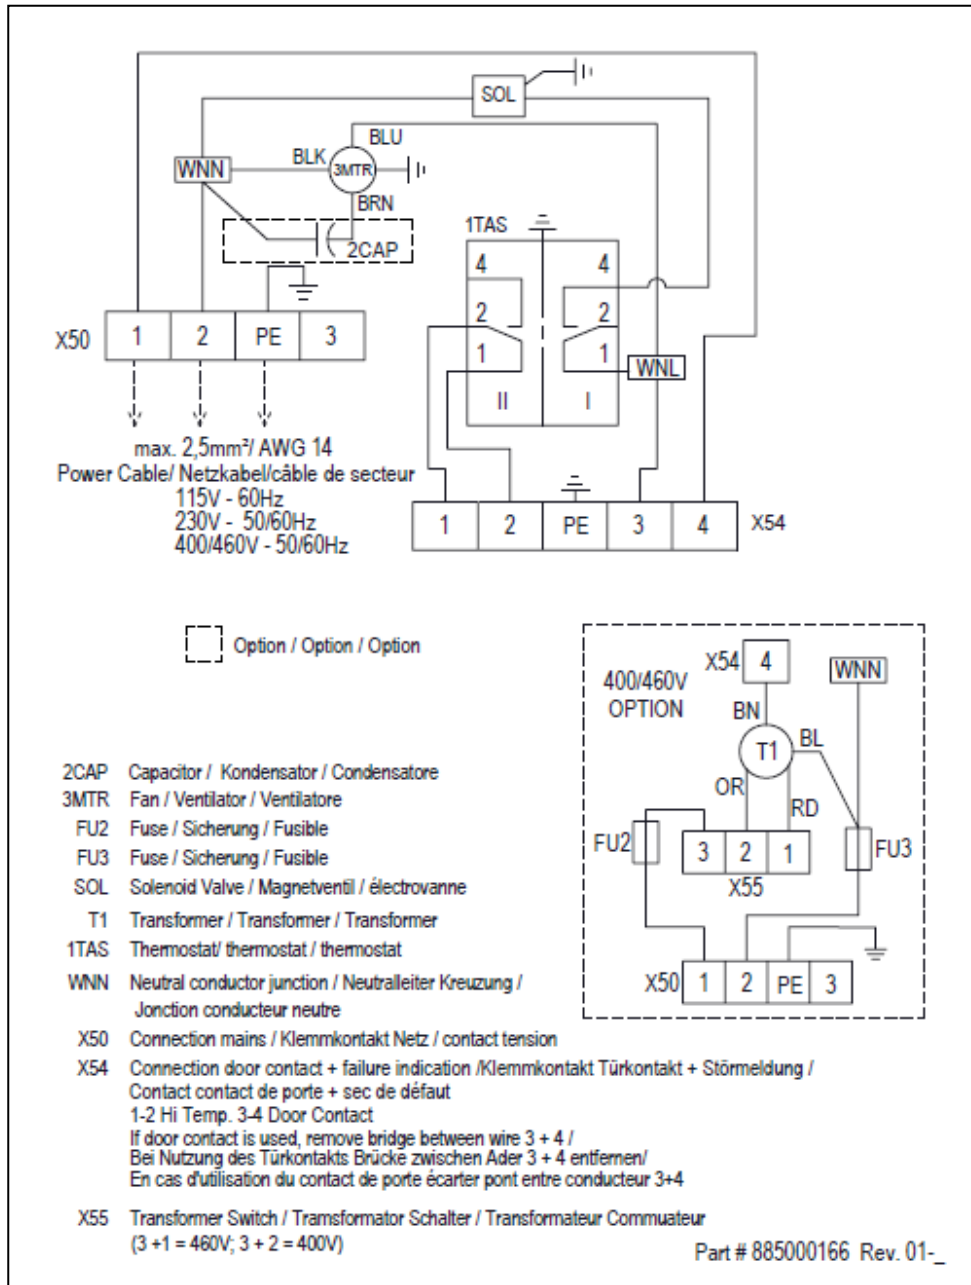 SOL
BLU
BLK
WNN
3MTR
BRN
2CAP
1TAS
4 4
2 2
1 1
WNL
II I
X50 1 2 PE 3
max. 2,5mm²/ AWG 14
Power Cable/ Netzkabel/câble de secteur
115V - 60Hz
230V - 50/60Hz
400/460V - 50/60Hz
1 2 PE 3 4 X54
Option / Option / Option
400/460V
OPTION
X54 4
WNN
BN
T1
BL
OR
RD
FU2
3 2 1
FU3
X55
X50 1 2 PE 3
2CAP Capacitor / Kondensator / Condensatore
3MTR Fan / Ventilator / Ventilatore
FU2 Fuse / Sicherung / Fusible
FU3 Fuse / Sicherung / Fusible
SOL Solenoid Valve / Magnetventil / électrovanne
T1 Transformer / Transformer / Transformer
1TAS Thermostat/ thermostat / thermostat
WNN Neutral conductor junction / Neutralleiter Kreuzung /
Jonction conducteur neutre
X50 Connection mains / Klemmkontakt Netz / contact tension
X54 Connection door contact + failure indication /Klemmkontakt Türkontakt + Störmeldung /
Contact contact de porte + sec de défaut
1-2 Hi Temp. 3-4 Door Contact
If door contact is used, remove bridge between wire 3 + 4 /
Bei Nutzung des Türkontakts Brücke zwischen Ader 3 + 4 entfernen/
En cas d'utilisation du contact de porte écarter pont entre conducteur 3+4
X55 Transformer Switch / Tramsformator Schalter / Transformateur Commuateur
(3 +1 = 460V; 3 + 2 = 400V)
Part # 885000166 Rev. 01-_